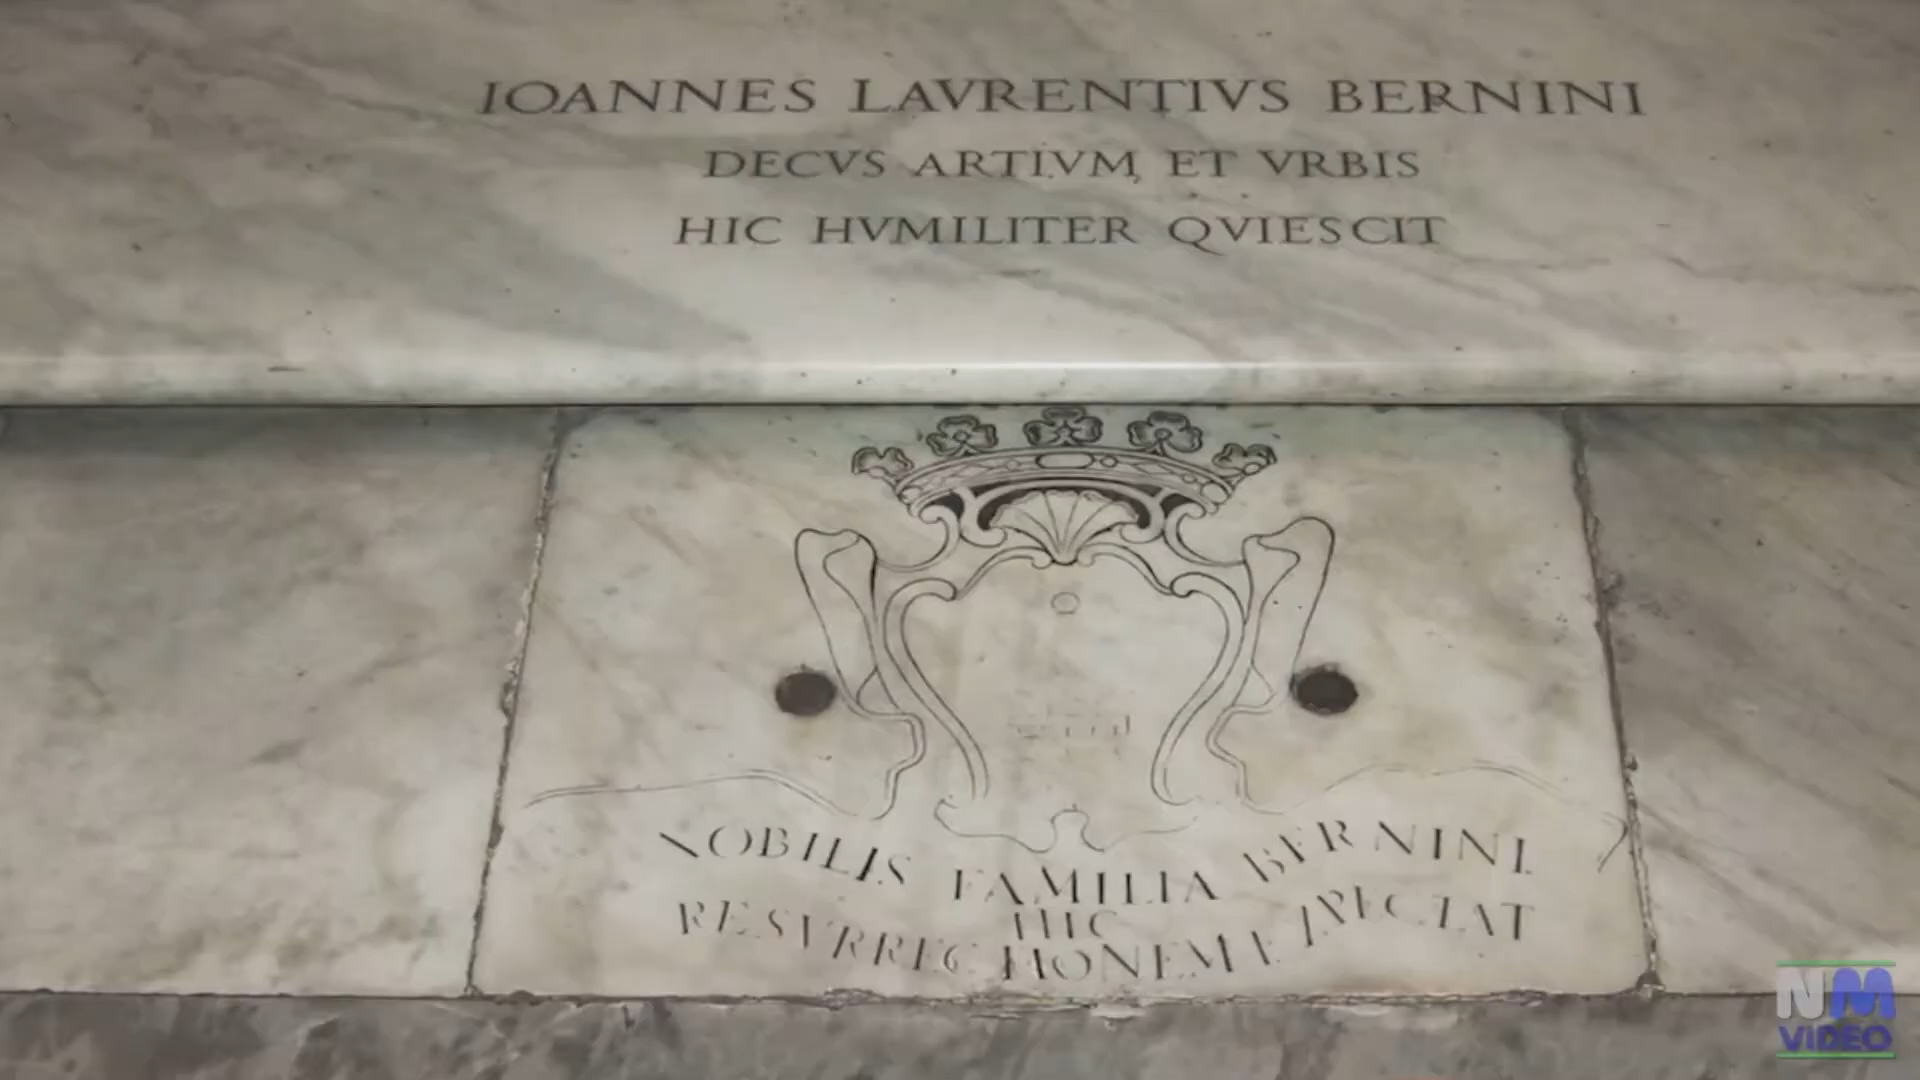 IOANNES LAVRENTIVS BERNINI
DECVS ARTIVM ET VRBIS
HIC HVMILITER QVIESCIT
NOBILIS FAMILIA BERNINI
HIC
RESVRRECTIONEM EXPECTAT
NM
VIDEO